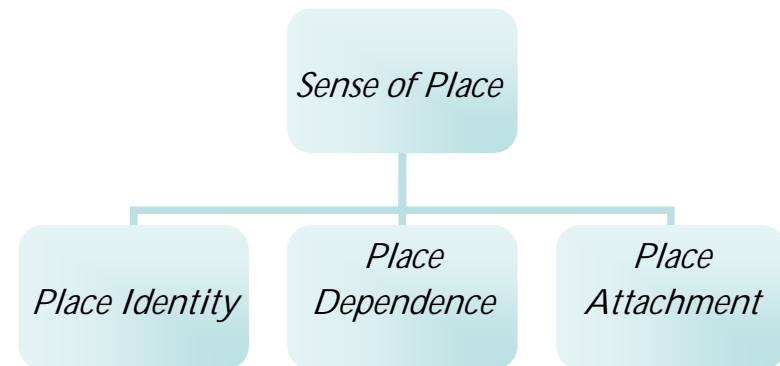 Sense of Place
Place Identity
Place
Dependence
Place
Attachment